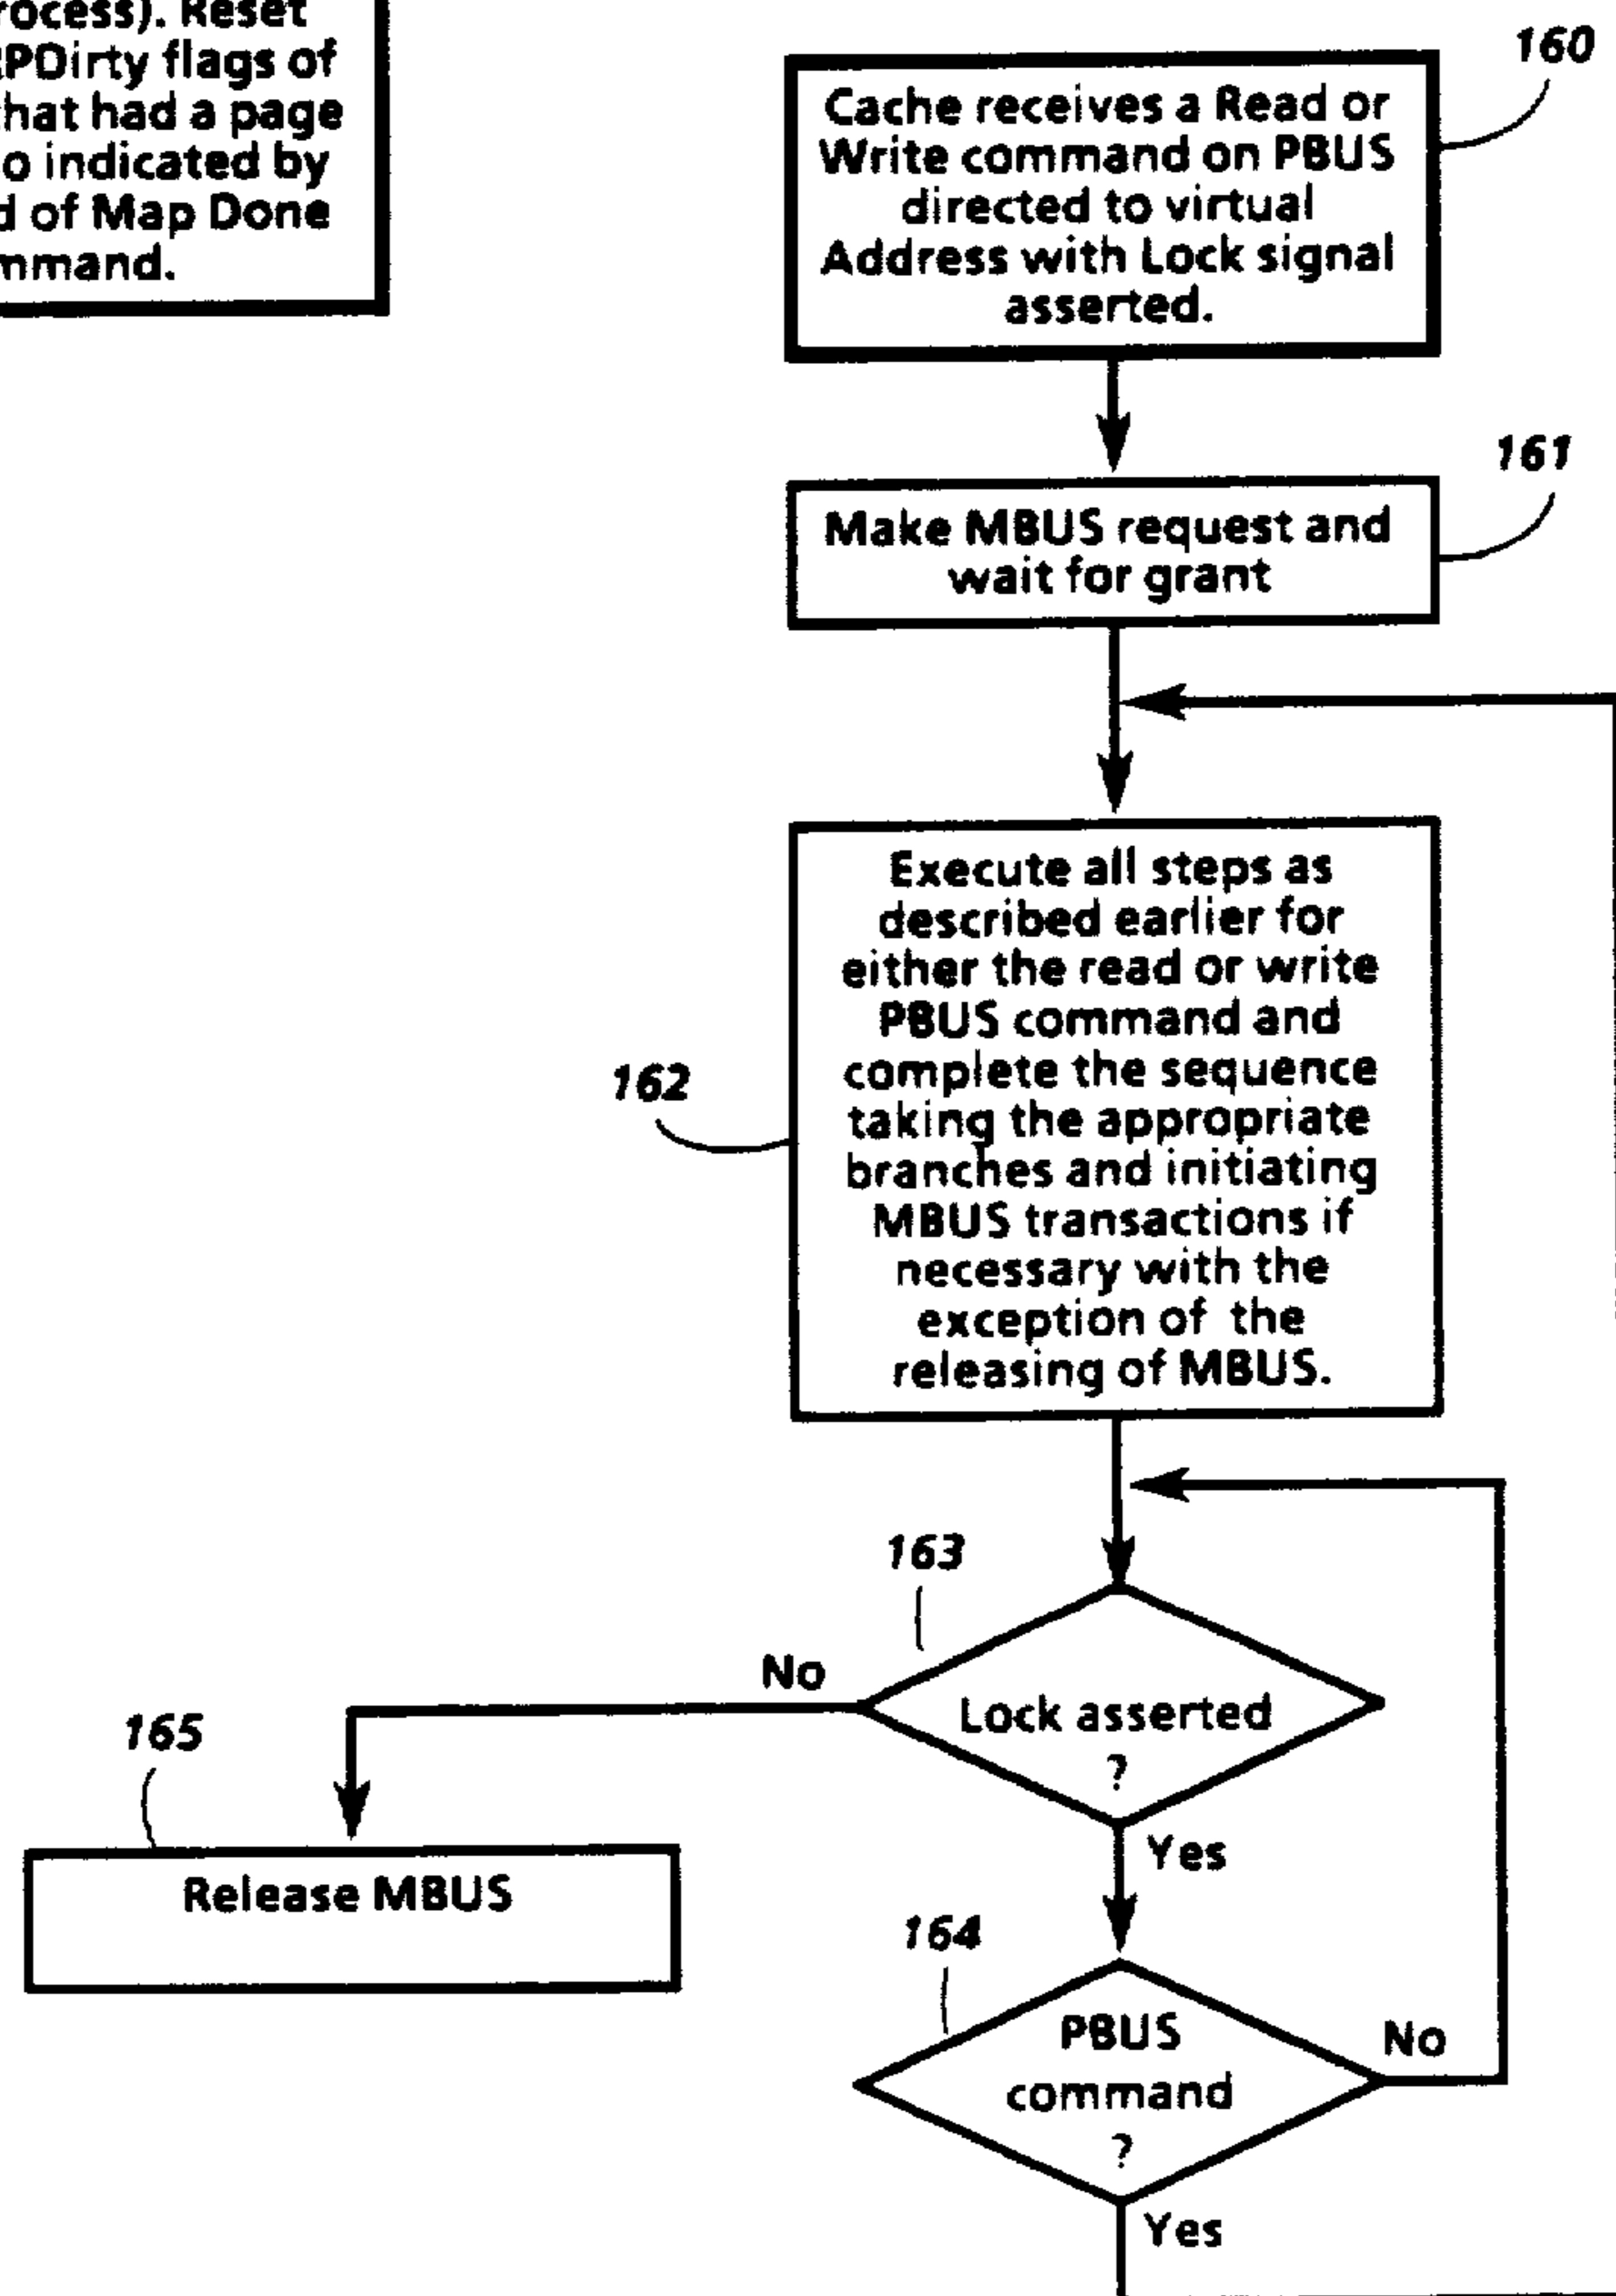 Reset
flags of
had a page
indicated by
of Map Done
160
Cache receives a Read or
Write command on PBUS
directed to virtual
Address with Lock signal
asserted.
161
Make MBUS request and
wait for grant
Execute all steps as
described earlier for
either the read or write
PBUS command and
complete the sequence
taking the appropriate
branches and initiating
MBUS transactions if
necessary with the
exception of the
releasing of MBUS.
162
163
No
Lock asserted
?
165
Yes
Release MBUS
164
PBUS
command
?
No
Yes